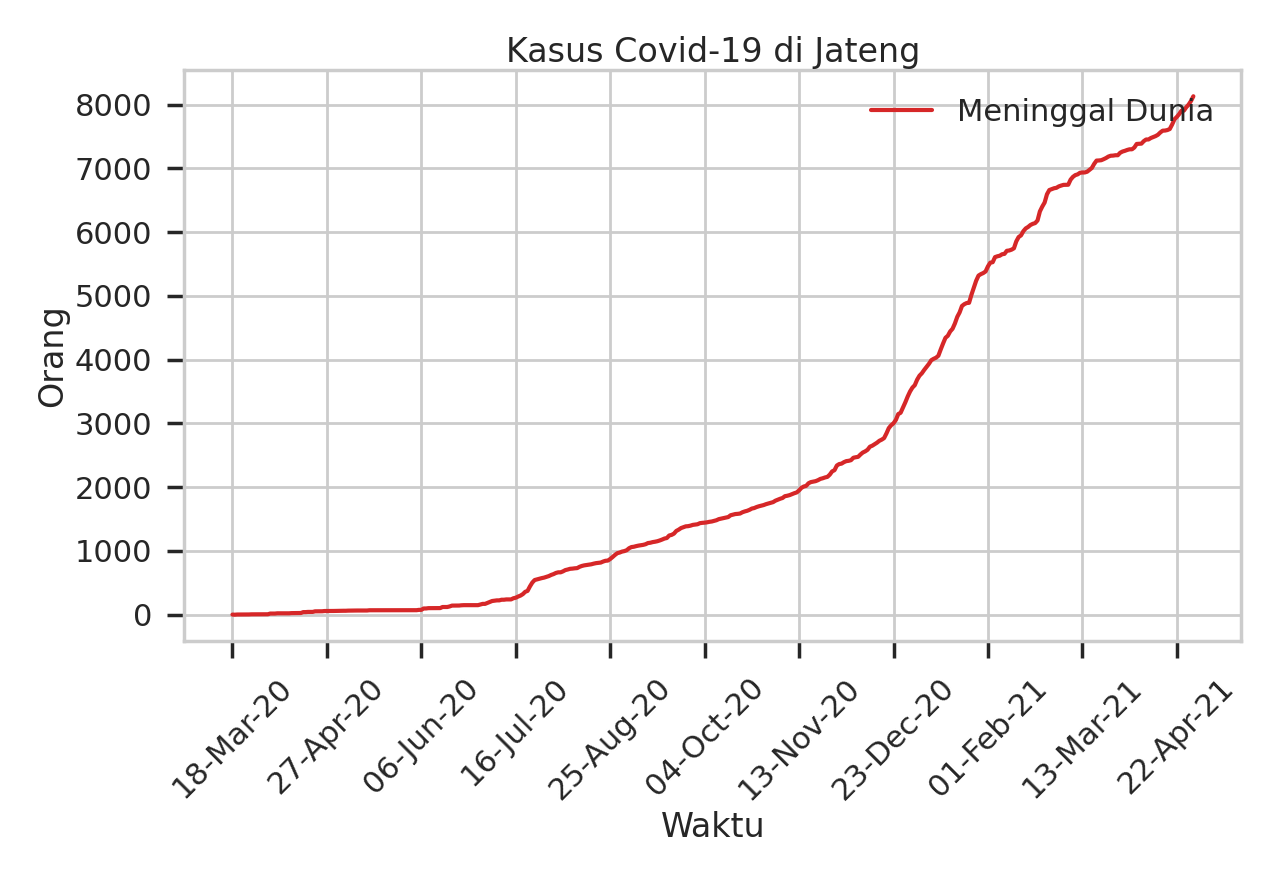 Kasus Covid-19 di Jateng
Meninggal Dunia
Orang
8000
7000
6000
5000
4000
3000
2000
1000
0
18-Mar-20
27-Apr-20
06-Jun-20
16-Jul-20
25-Aug-20
04-Oct-20
13-Nov-20
23-Dec-20
01-Feb-21
13-Mar-21
22-Apr-21
Waktu